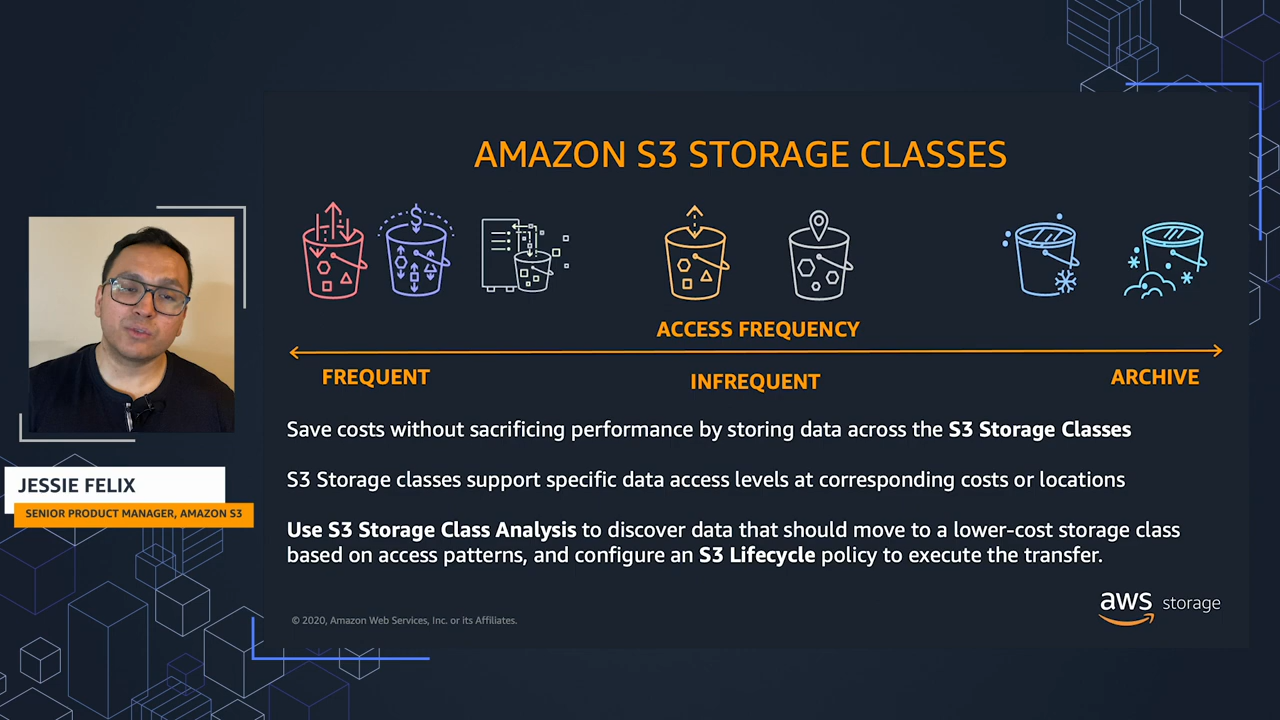 AMAZON S3 STORAGE CLASSES
$
ACCESS FREQUENCY
FREQUENT
INFREQUENT
ARCHIVE
Save costs without sacrificing performance by storing data across the S3 Storage Classes
S3 Storage classes support specific data access levels at corresponding costs or locations
Use S3 Storage Class Analysis to discover data that should move to a lower-cost storage class
based on access patterns, and configure an S3 Lifecycle policy to execute the transfer.
© 2020, Amazon Web Services, Inc. or its Affiliates.
aws storage
JESSIE FELIX
SENIOR PRODUCT MANAGER, AMAZON S3